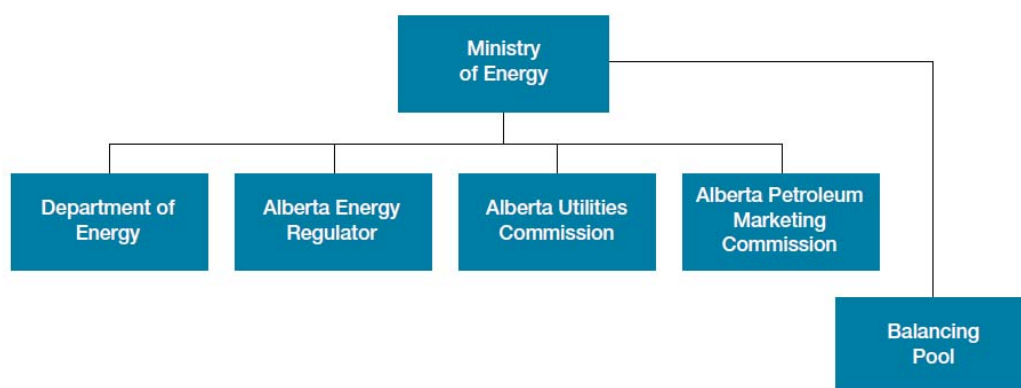 Ministry
of Energy
Department of
Energy
Alberta Energy
Regulator
Alberta Utilities
Commission
Alberta Petroleum
Marketing
Commission
Balancing
Pool